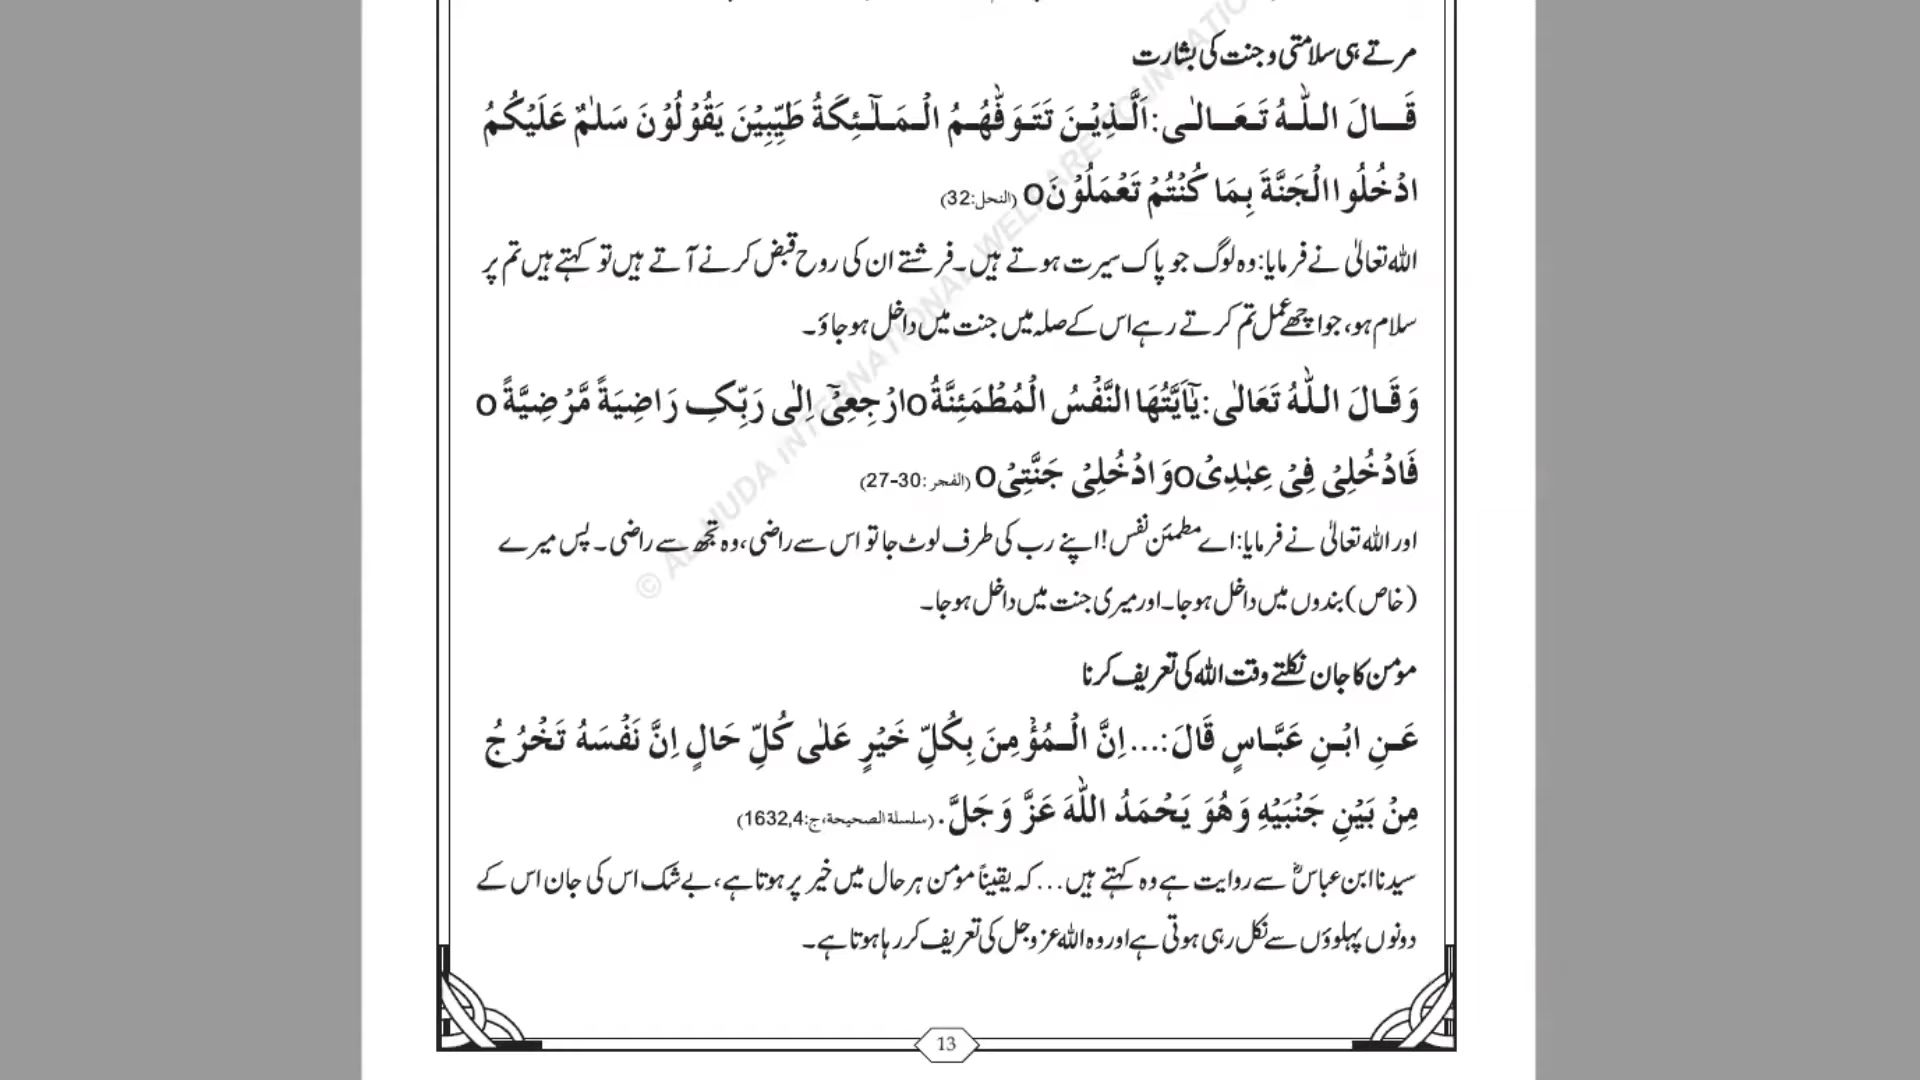 مرتے ہی سلامتی و جنت کی بشارت
قَالَ اللّٰهُ تَعَالٰى:اَلَّذِيْنَ تَتَوَفّٰهُمُ الْمَلٰٓئِكَةُ طَيِّبِيْنَ يَقُوْلُوْنَ سَلٰمٌ عَلَيْكُمُ
ادْخُلُوا الْجَنَّةَ بِمَا كُنْتُمْ تَعْمَلُوْنَo (النحل:32)
اللہ تعالیٰ نے فرمایا: وہ لوگ جو پاک سیرت ہوتے ہیں۔فرشتے ان کی روح قبض کرنے آتے ہیں تو کہتے ہیں تم پر
سلام ہو، جو اچھے عمل تم کرتے رہے اس کے صلہ میں جنت میں داخل ہو جاؤ۔
وَقَالَ اللّٰهُ تَعَالٰى:يٰٓاَيَّتُهَا النَّفْسُ الْمُطْمَئِنَّةُoارْجِعِيْٓ اِلٰى رَبِّكِ رَاضِيَةً مَّرْضِيَّةًo
فَادْخُلِيْ فِيْ عِبٰدِيْoوَادْخُلِيْ جَنَّتِيْo (الفجر:30-27)
اور اللہ تعالیٰ نے فرمایا: اے مطمئن نفس! اپنے رب کی طرف لوٹ جا تو اس سے راضی، وہ تجھ سے راضی۔ پس میرے
(خاص) بندوں میں داخل ہو جا۔ اور میری جنت میں داخل ہو جا۔
مومن کا جان نکلتے وقت اللہ کی تعریف کرنا
عَنِ ابْنِ عَبَّاسٍ قَالَ:... اِنَّ الْمُؤْمِنَ بِكُلِّ خَيْرٍ عَلٰى كُلِّ حَالٍ اِنَّ نَفْسَهُ تَخْرُجُ
مِنْ بَيْنِ جَنْبَيْهِ وَهُوَ يَحْمَدُ اللّٰهَ عَزَّ وَجَلَّ. (سلسلة الصحيحة،ج:1632,4)
سیدنا ابن عباسؓ سے روایت ہے وہ کہتے ہیں... کہ یقیناً مومن ہر حال میں خیر پر ہوتا ہے، بے شک اس کی جان اس کے
دونوں پہلوؤں سے نکل رہی ہوتی ہے اور وہ اللہ عزوجل کی تعریف کر رہا ہوتا ہے۔
13